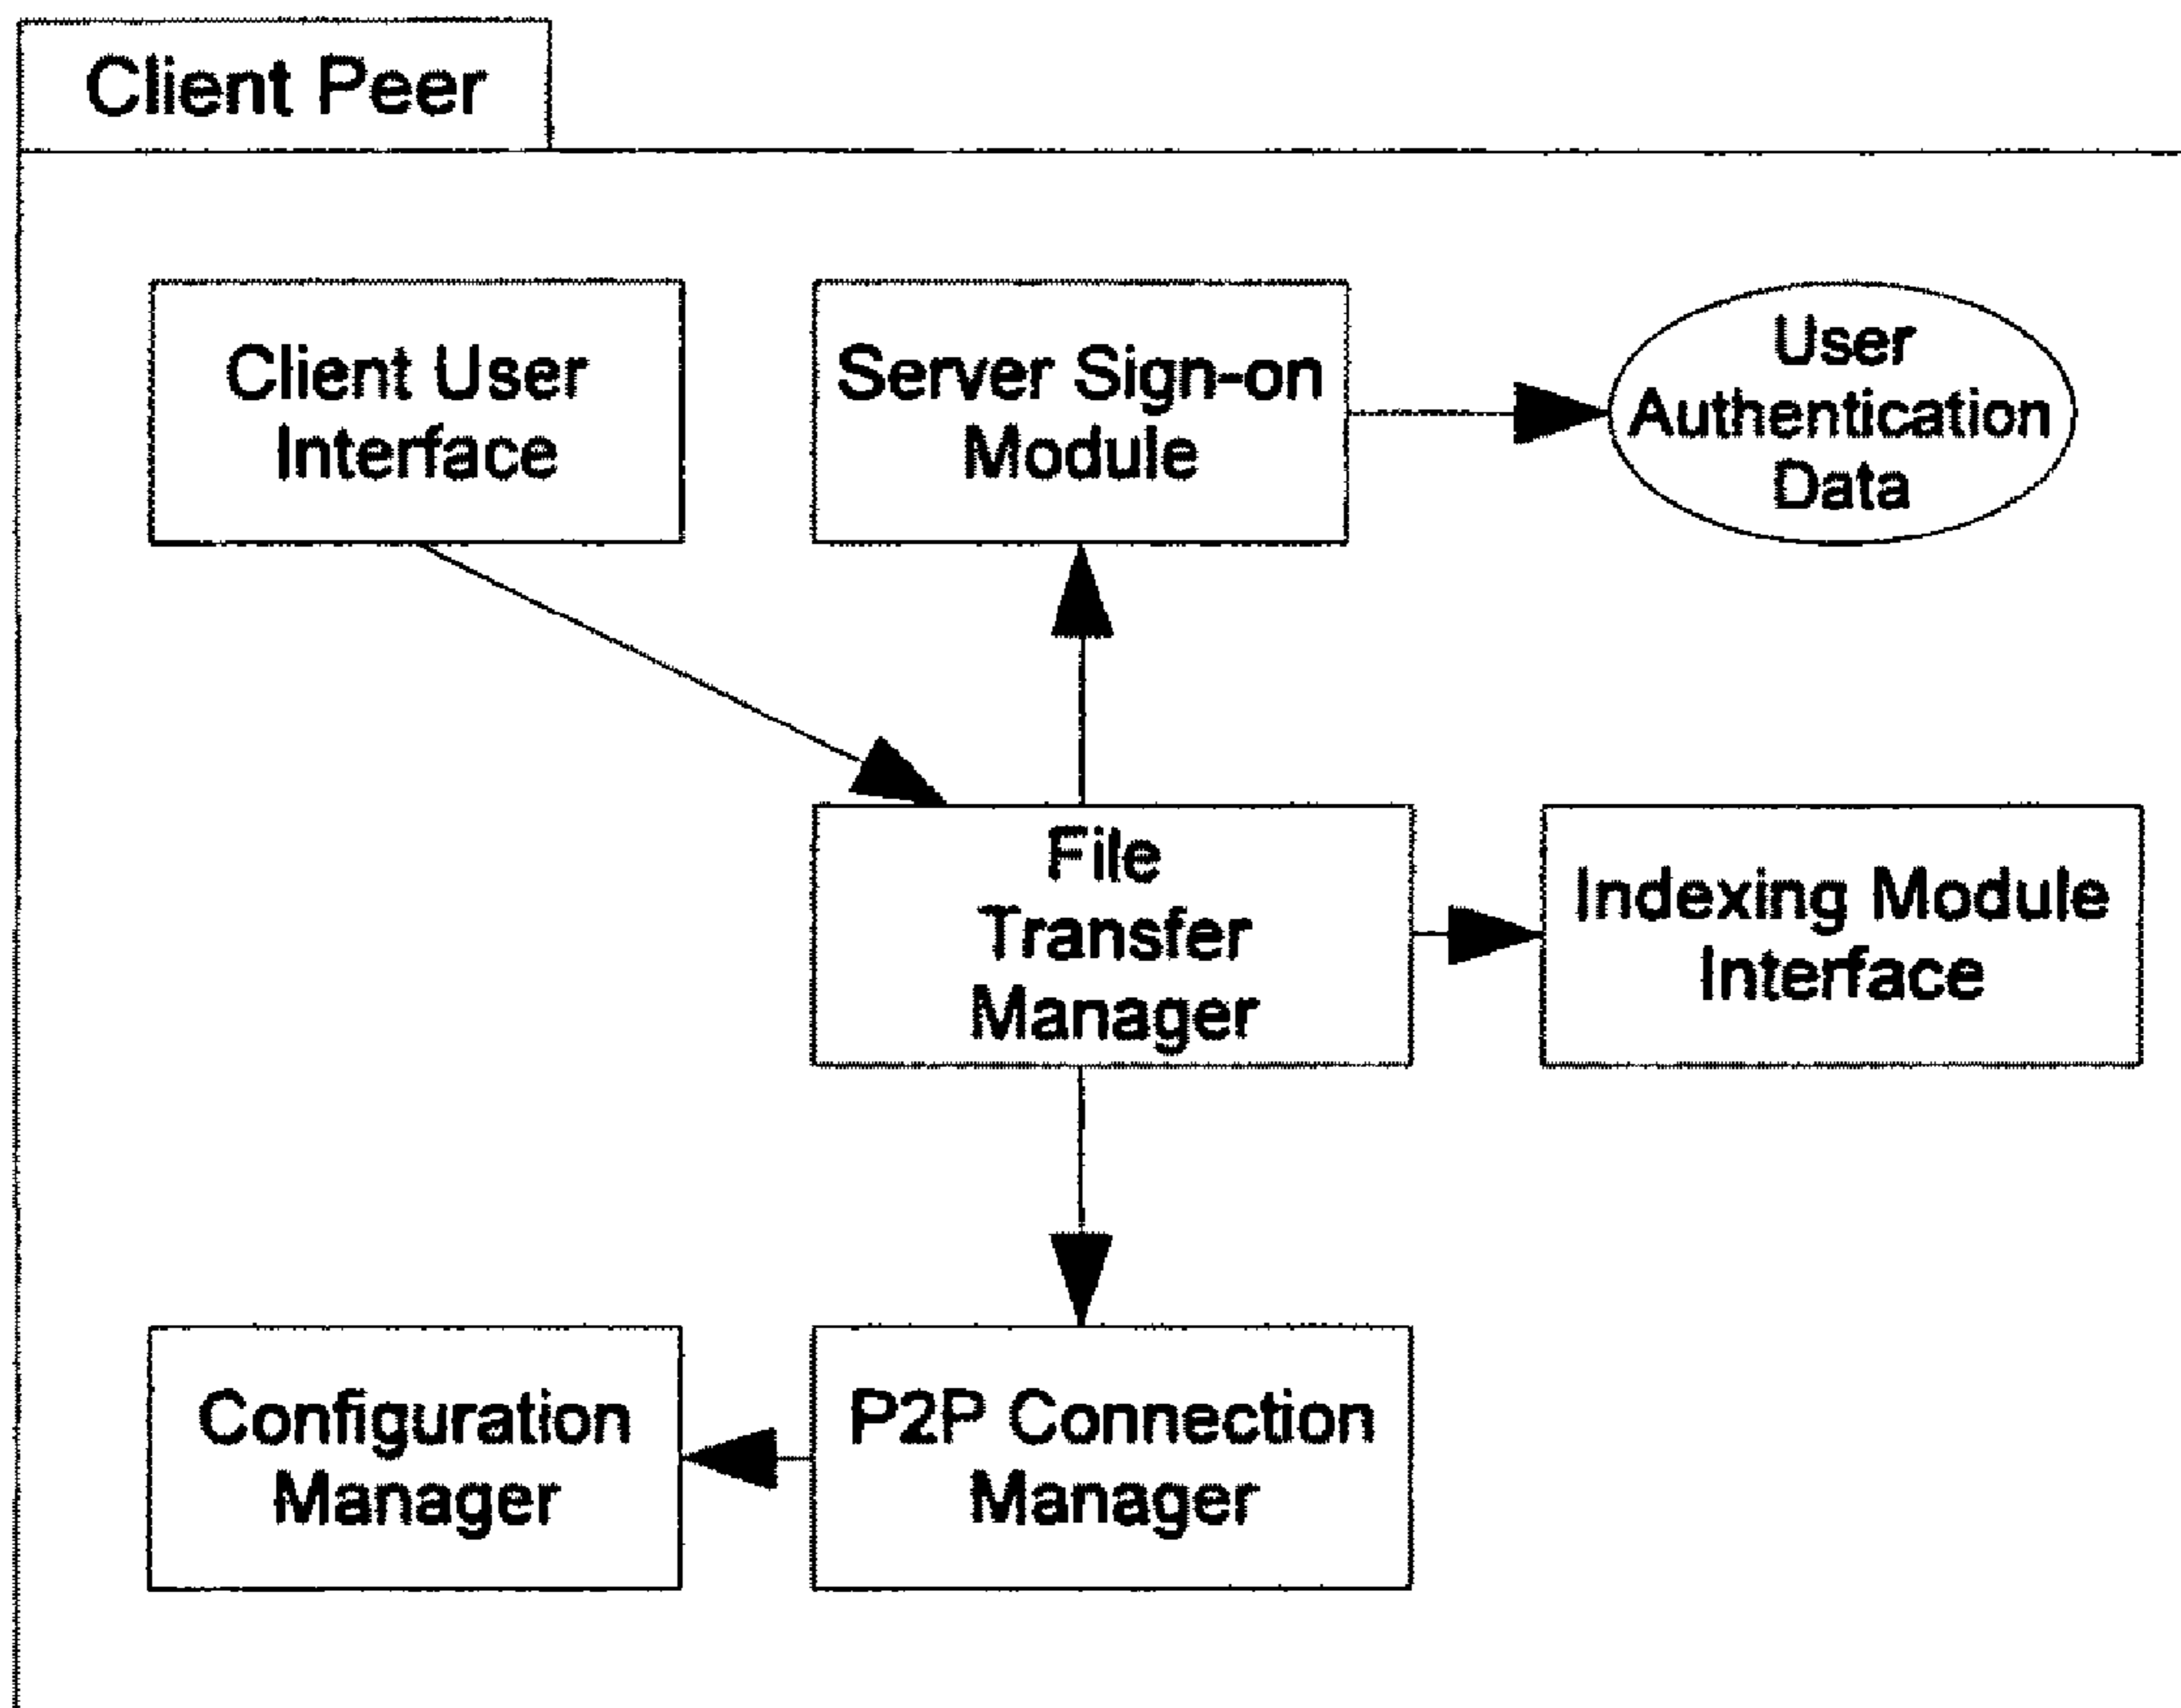 Client Peer
Client User
Interface
Server Sign-on
Module
User
Authentication
Data
File
Transfer
Manager
Indexing Module
Interface
Configuration
Manager
P2P Connection
Manager